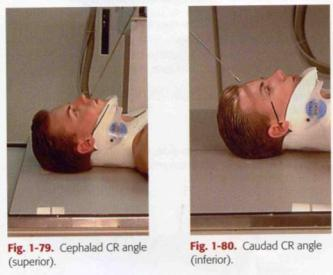 Fig. 1-79. Cephalad CR angle
(superior).
Fig. 1-80. Caudad CR angle
(inferior).